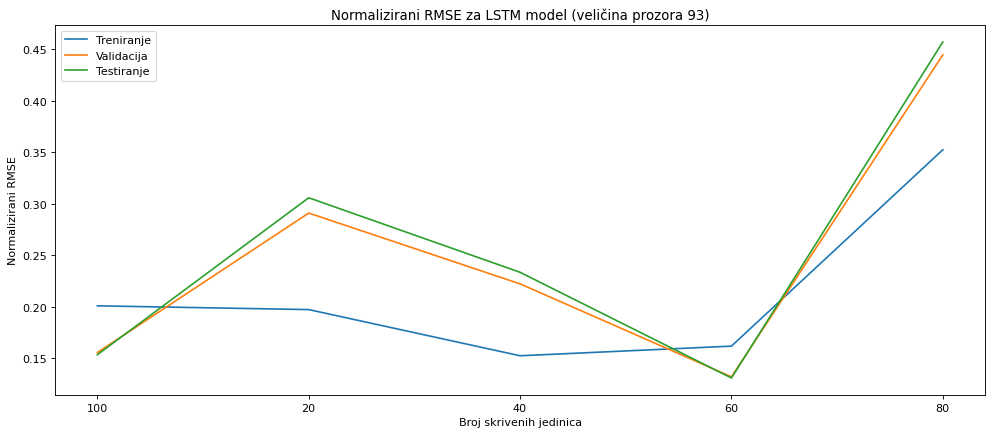 Normalizirani RMSE za LSTM model (veličina prozora 93)
Treniranje
Validacija
Testiranje
Normalizirani RMSE
0.45
0.40
0.35
0.30
0.25
0.20
0.15
100 20 40 60 80
Broj skrivenih jedinica